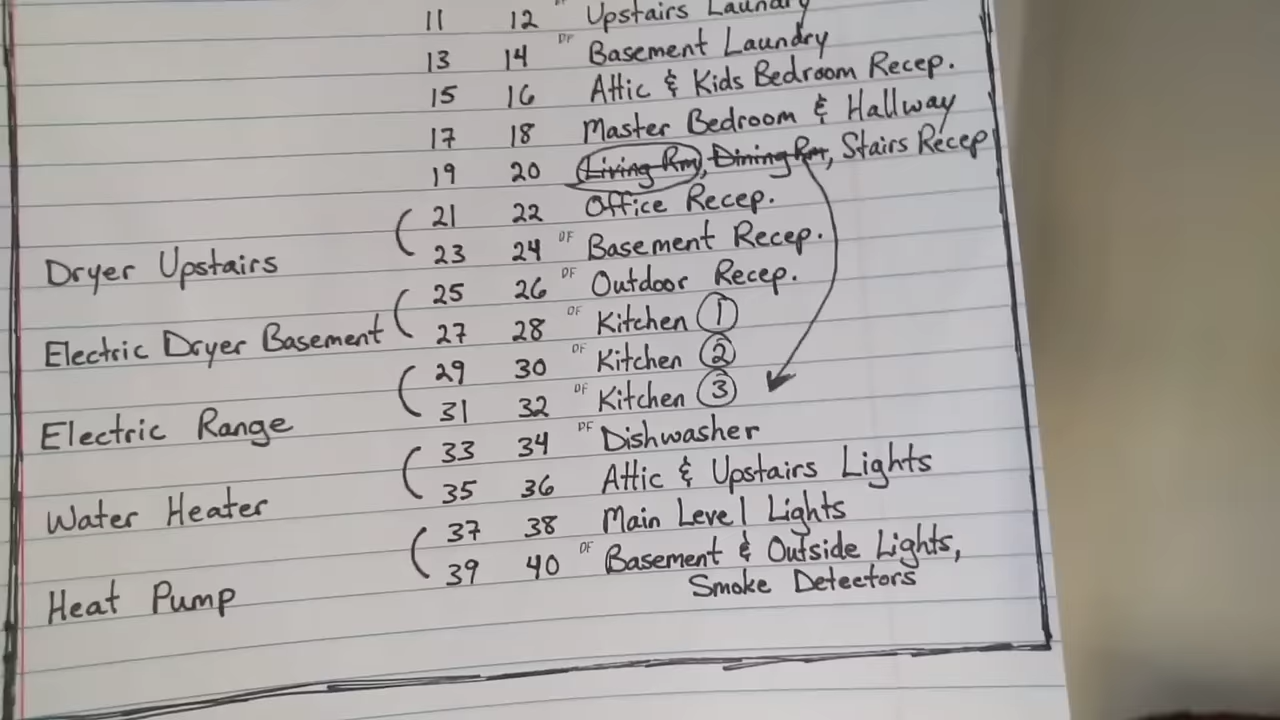 11 12 DF Upstairs Laundry
13 14 DF Basement Laundry
15 16 Attic & Kids Bedroom Recep.
17 18 Master Bedroom & Hallway
19 20 Living Rm, Dining Rm, Stairs Recep
21 22 Office Recep.
Dryer Upstairs 23 24 DF Basement Recep.
25 26 DF Outdoor Recep.
Electric Dryer Basement 27 28 DF Kitchen 1
29 30 DF Kitchen 2
Electric Range 31 32 DF Kitchen 3
33 34 DF Dishwasher
Water Heater 35 36 Attic & Upstairs Lights
37 38 Main Level Lights
Heat Pump 39 40 DF Basement & Outside Lights,
Smoke Detectors